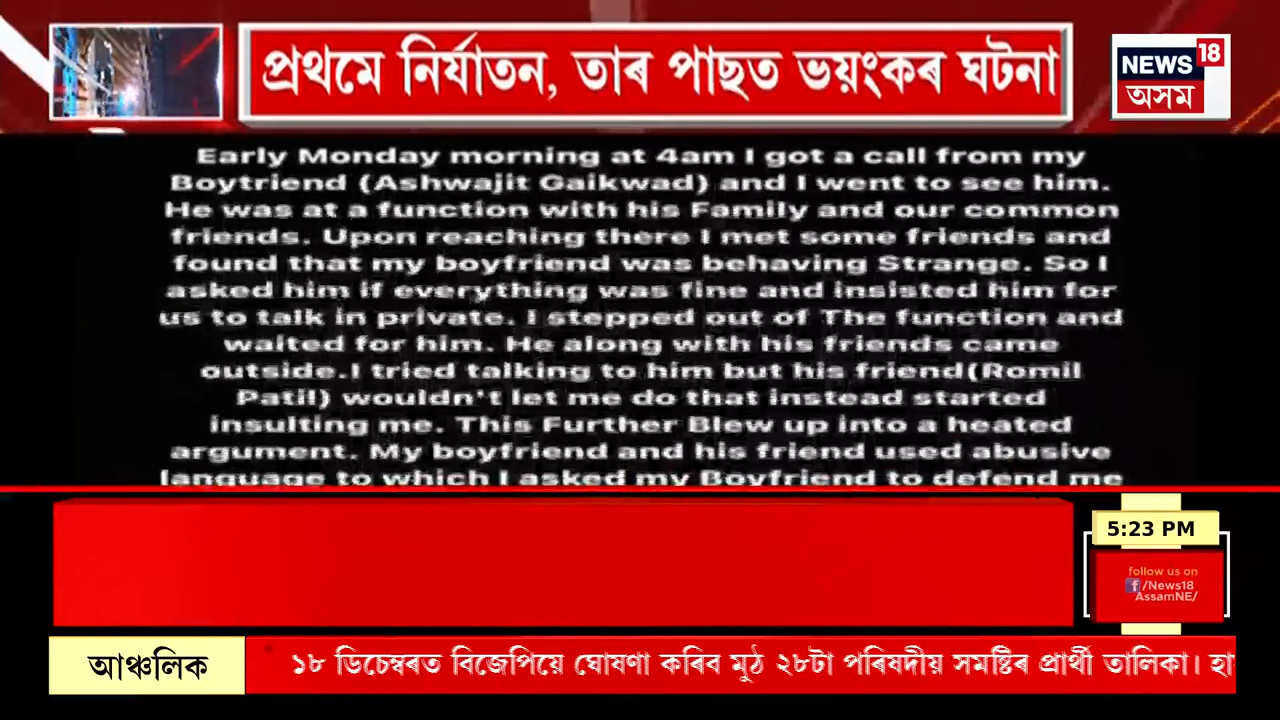 প্ৰথমে নিৰ্যাতন, তাৰ পাছত ভয়ংকৰ ঘটনা
NEWS 18
অসম
Early Monday morning at 4am I got a call from my
Boytriend (Ashwajit Gaikwad) and I went to see him.
He was at a function with his Family and our common
friends. Upon reaching there I met some friends and
found that my boyfriend was behaving Strange. So I
asked him if everything was fine and insisted him for
us to talk in private. I stepped out of The function and
waited for him. He along with his friends came
outside.I tried talking to him but his friend(Romil
Patil) wouldn't let me do that instead started
insulting me. This Further Blew up into a heated
argument. My boyfriend and his friend used abusive
language to which I asked my Boyfriend to defend me
5:23 PM
follow us on
f/News18
AssamNE/
আঞ্চলিক
১৮ ডিচেম্বৰত বিজেপিয়ে ঘোষণা কৰিব মুঠ ২৮টা পৰিষদীয় সমষ্টিৰ প্ৰাৰ্থী তালিকা। হা